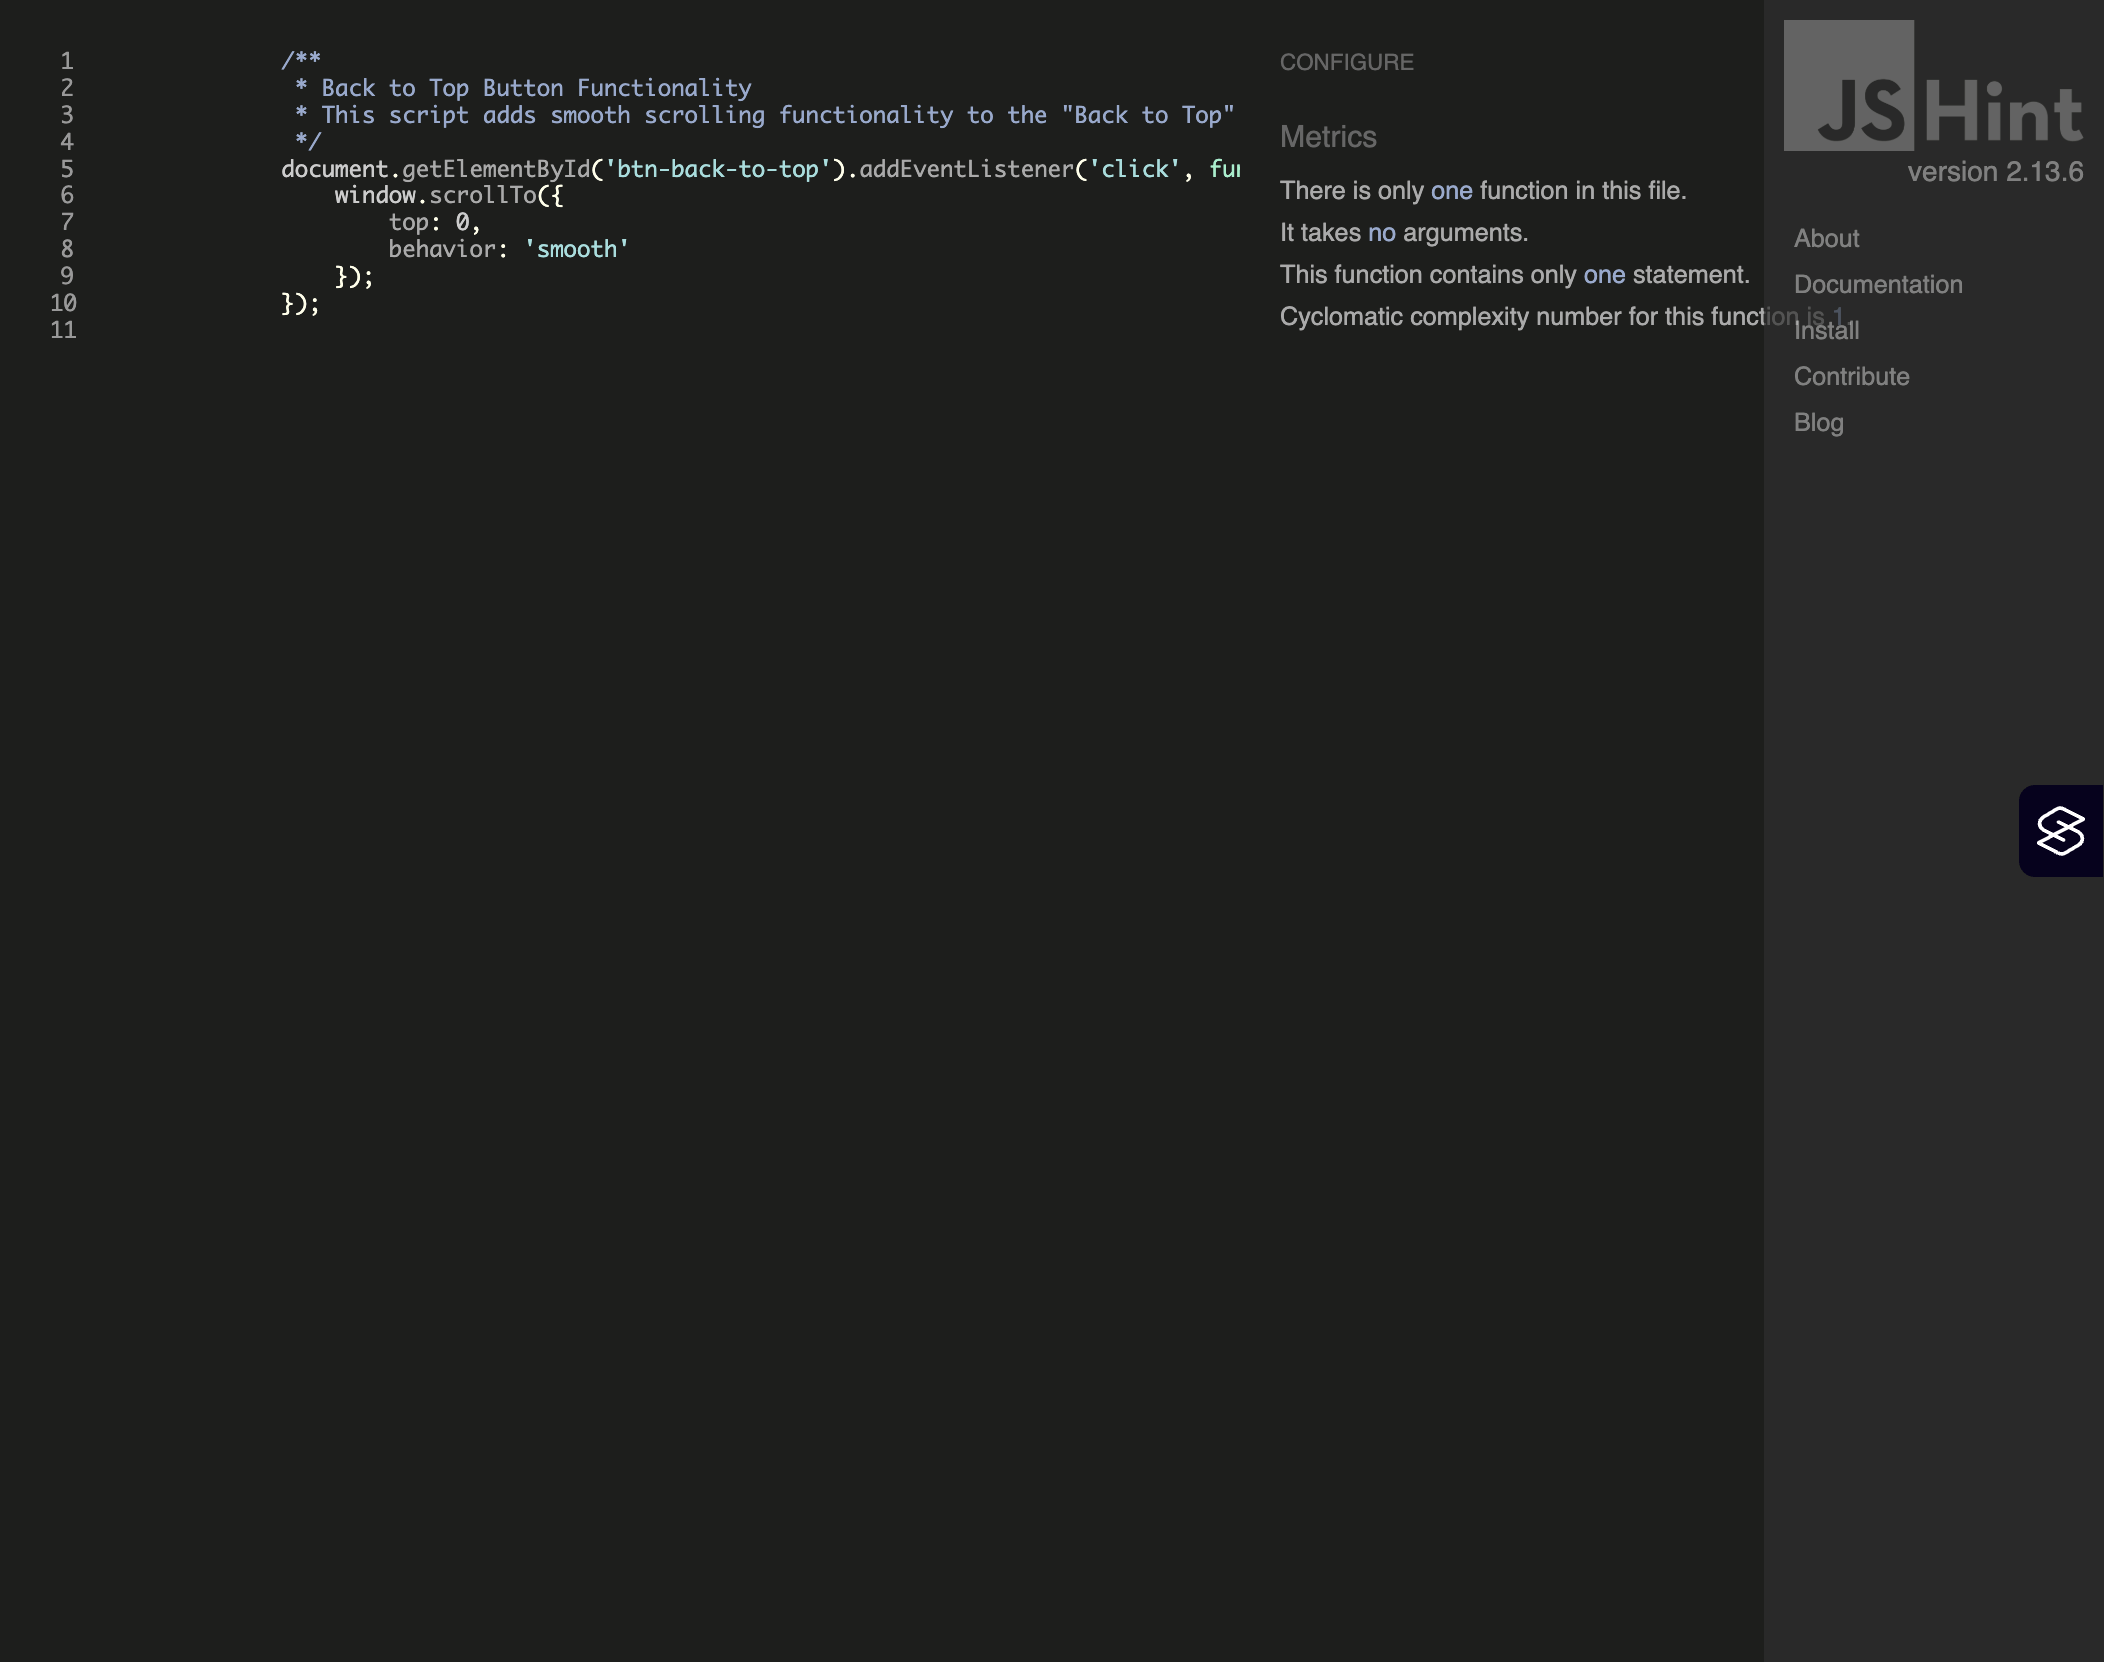 1 /**
2  * Back to Top Button Functionality
3  * This script adds smooth scrolling functionality to the "Back to Top"
4  */
5 document.getElementById('btn-back-to-top').addEventListener('click', fun
6     window.scrollTo({
7         top: 0,
8         behavior: 'smooth'
9     });
10 });
11
CONFIGURE
Metrics
There is only one function in this file.
It takes no arguments.
This function contains only one statement.
Cyclomatic complexity number for this function is 1.
JSHint
version 2.13.6
About
Documentation
Install
Contribute
Blog